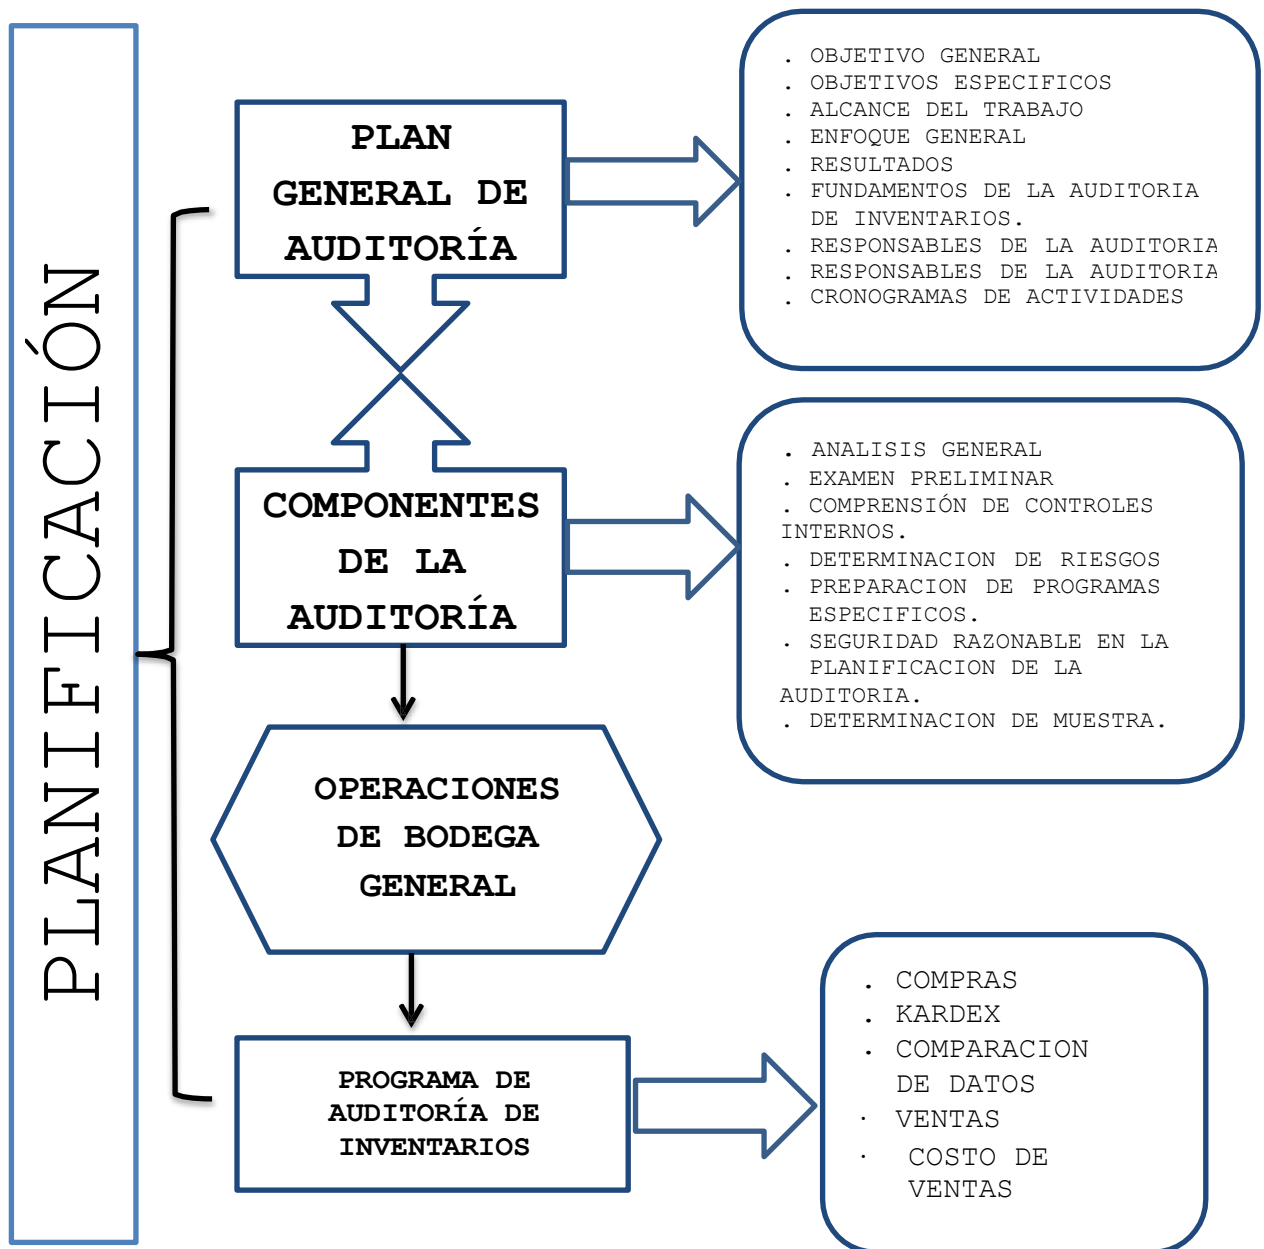 PLANIFICACIÓN
PLAN
GENERAL DE
AUDITORÍA
. OBJETIVO GENERAL
. OBJETIVOS ESPECIFICOS
. ALCANCE DEL TRABAJO
. ENFOQUE GENERAL
. RESULTADOS
. FUNDAMENTOS DE LA AUDITORIA
DE INVENTARIOS.
. RESPONSABLES DE LA AUDITORIA
. RESPONSABLES DE LA AUDITORIA
. CRONOGRAMAS DE ACTIVIDADES
COMPONENTES
DE LA
AUDITORÍA
. ANALISIS GENERAL
. EXAMEN PRELIMINAR
. COMPRENSIÓN DE CONTROLES
INTERNOS.
. DETERMINACION DE RIESGOS
. PREPARACION DE PROGRAMAS
ESPECIFICOS.
. SEGURIDAD RAZONABLE EN LA
PLANIFICACION DE LA
AUDITORIA.
. DETERMINACION DE MUESTRA.
OPERACIONES
DE BODEGA
GENERAL
PROGRAMA DE
AUDITORÍA DE
INVENTARIOS
. COMPRAS
. KARDEX
. COMPARACION
DE DATOS
· VENTAS
· COSTO DE
VENTAS